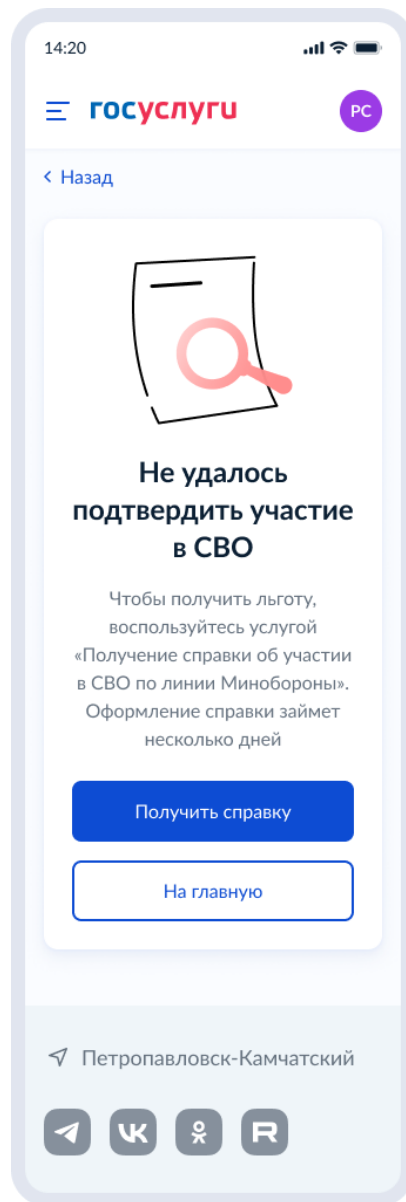 14:20
госуслуги
РС
Назад
Не удалось
подтвердить участие
в СВО
Чтобы получить льготу,
воспользуйтесь услугой
«Получение справки об участии
в СВО по линии Минобороны».
Оформление справки займет
несколько дней
Получить справку
На главную
Петропавловск-Камчатский